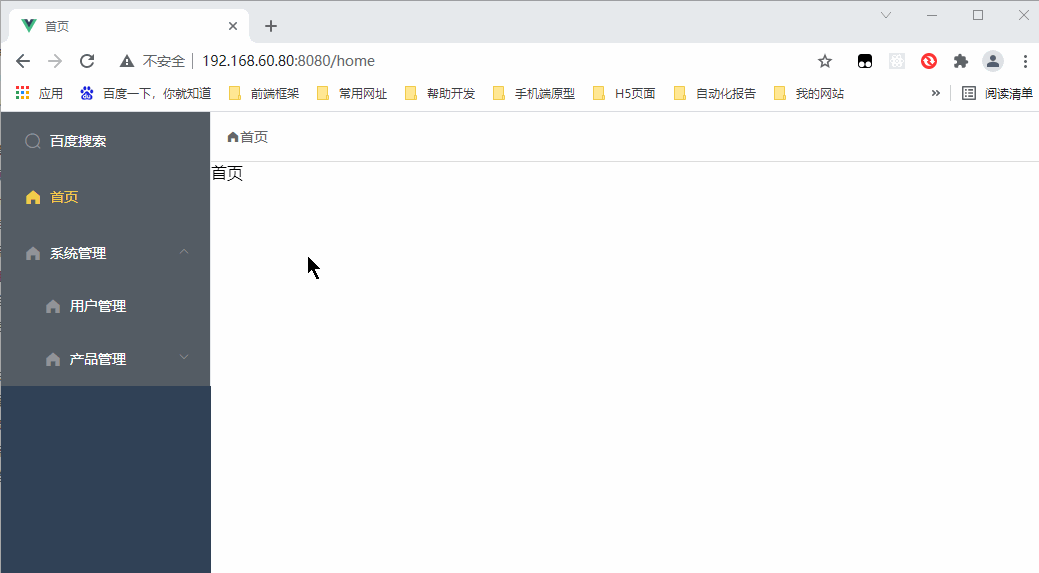 首页
不安全 192.168.60.80:8080/home
应用 百度一下，你就知道 前端框架 常用网址 帮助开发 手机端原型 H5页面 自动化报告 我的网站 » 阅读清单
百度搜索
首页
系统管理
用户管理
产品管理
首页
首页